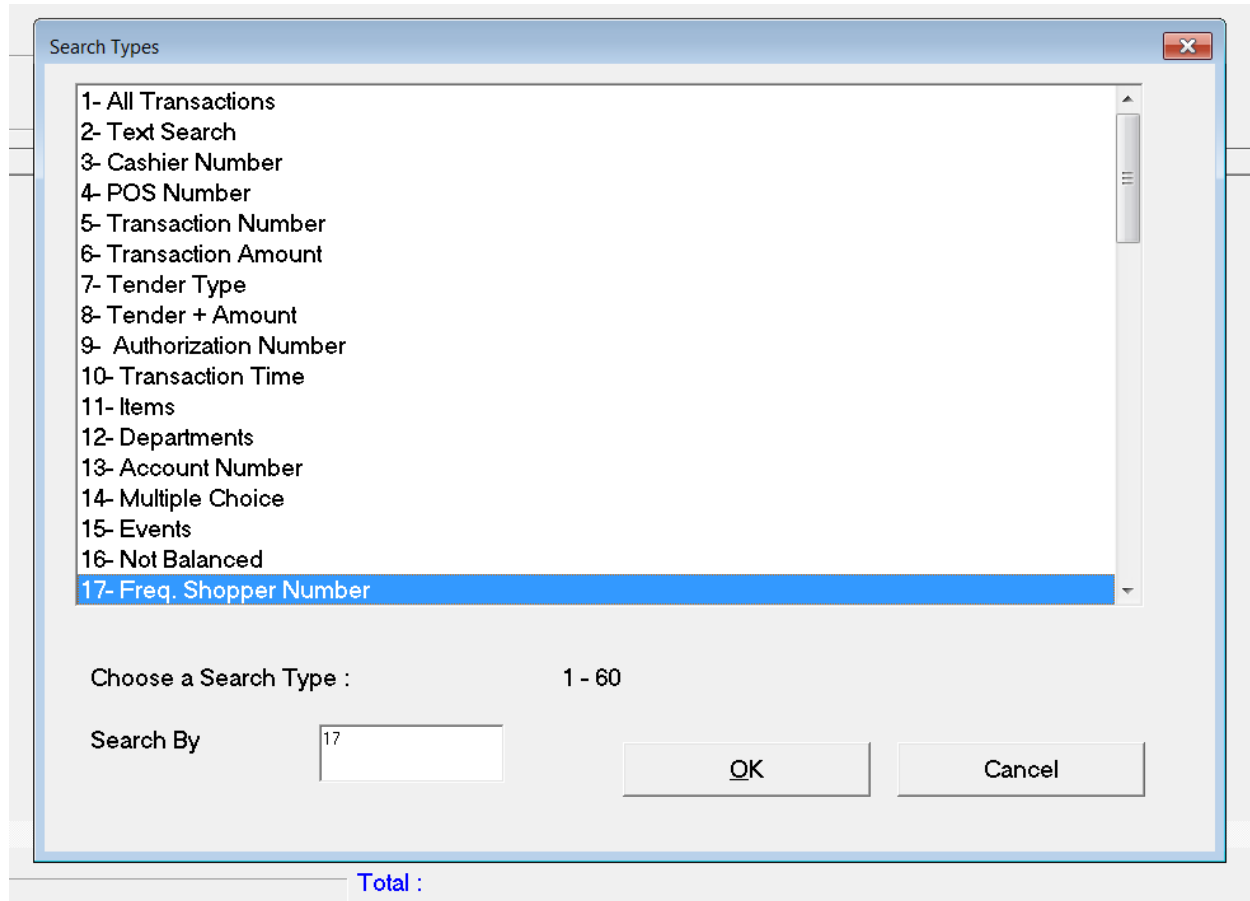 Search Types
1- All Transactions
2- Text Search
3- Cashier Number
4- POS Number
5- Transaction Number
6- Transaction Amount
7- Tender Type
8- Tender + Amount
9-  Authorization Number
10- Transaction Time
11- Items
12- Departments
13- Account Number
14- Multiple Choice
15- Events
16- Not Balanced
17- Freq. Shopper Number
Choose a Search Type : 1 - 60
Search By 17
OK Cancel
Total :